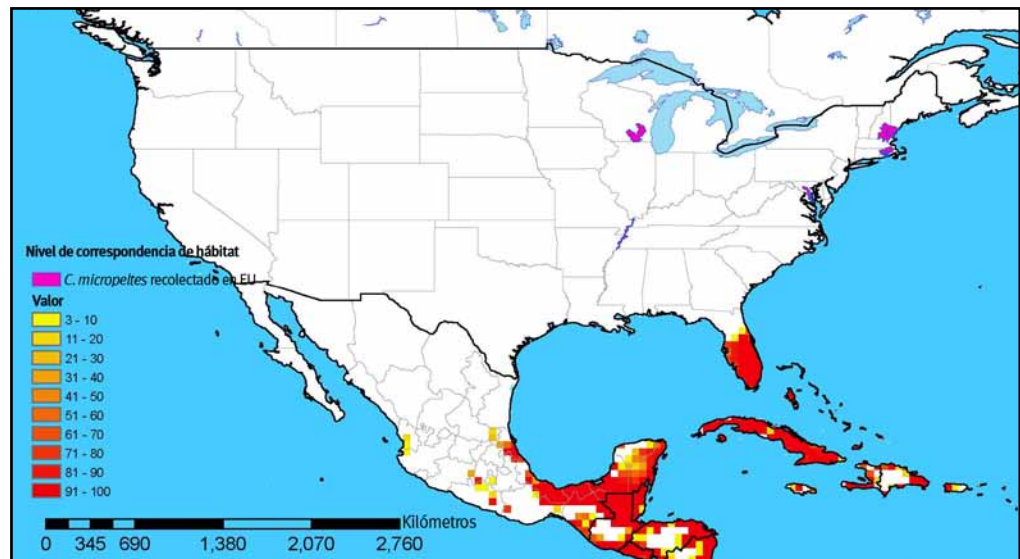 Nivel de correspondencia de hábitat
C. micropeltes recolectado en EU
Valor
3 - 10
11 - 20
21 - 30
31 - 40
41 - 50
51 - 60
61 - 70
71 - 80
81 - 90
91 - 100
Kilómetros
0 345 690 1,380 2,070 2,760